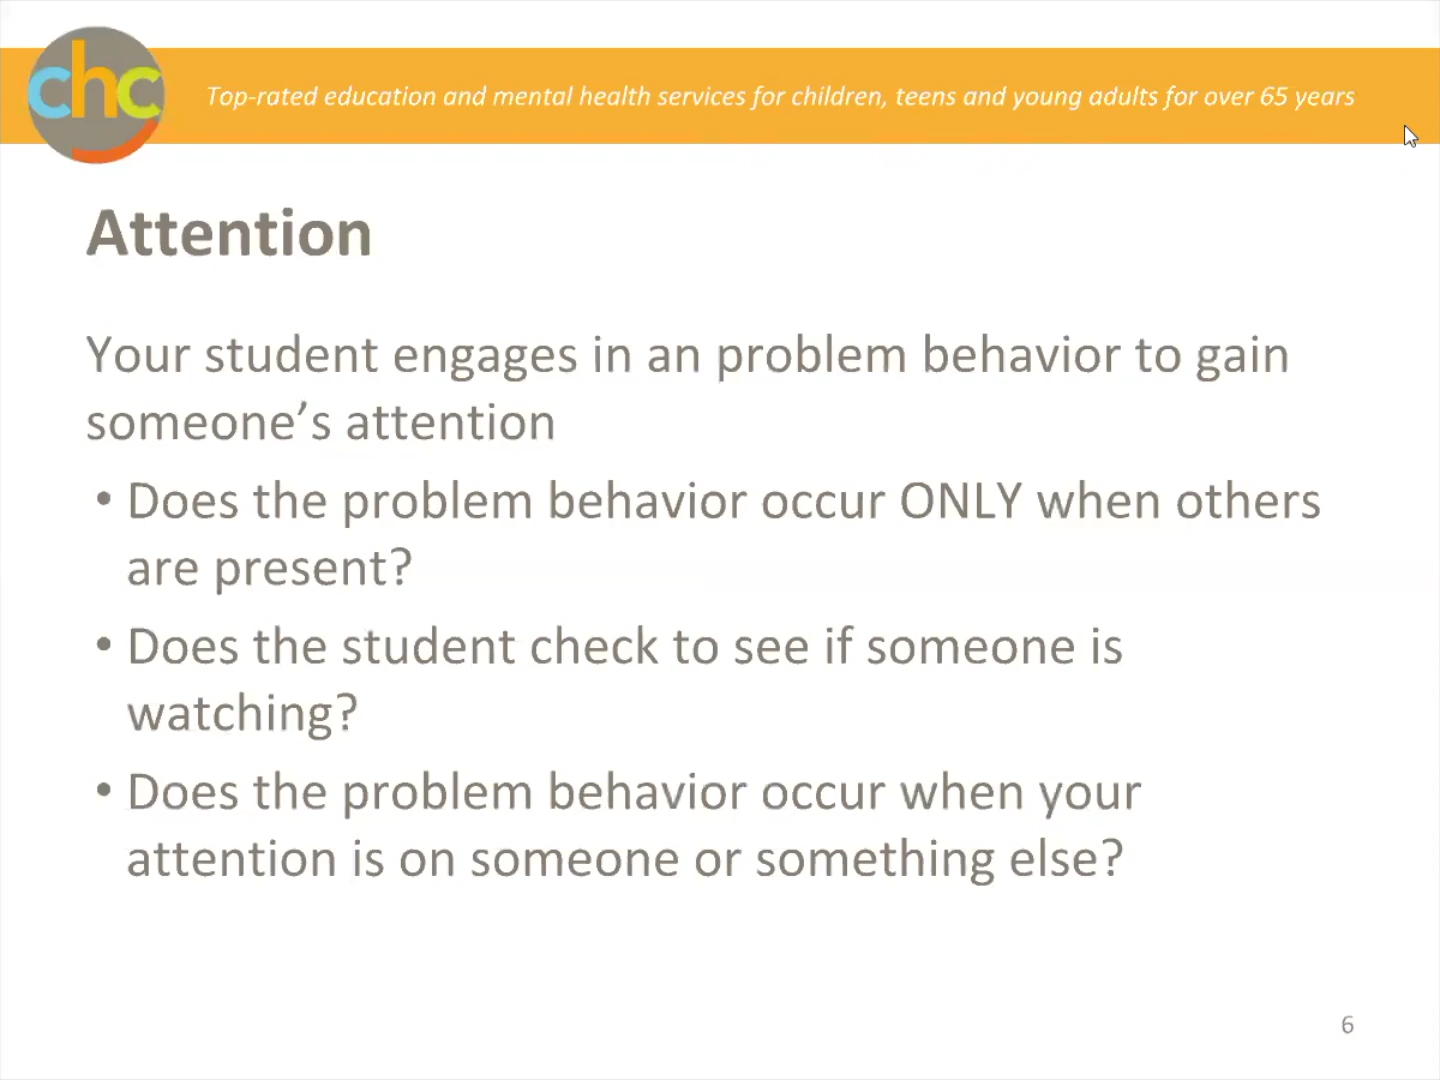 chc
Top-rated education and mental health services for children, teens and young adults for over 65 years
Attention
Your student engages in an problem behavior to gain
someone’s attention
• Does the problem behavior occur ONLY when others
are present?
• Does the student check to see if someone is
watching?
• Does the problem behavior occur when your
attention is on someone or something else?
6